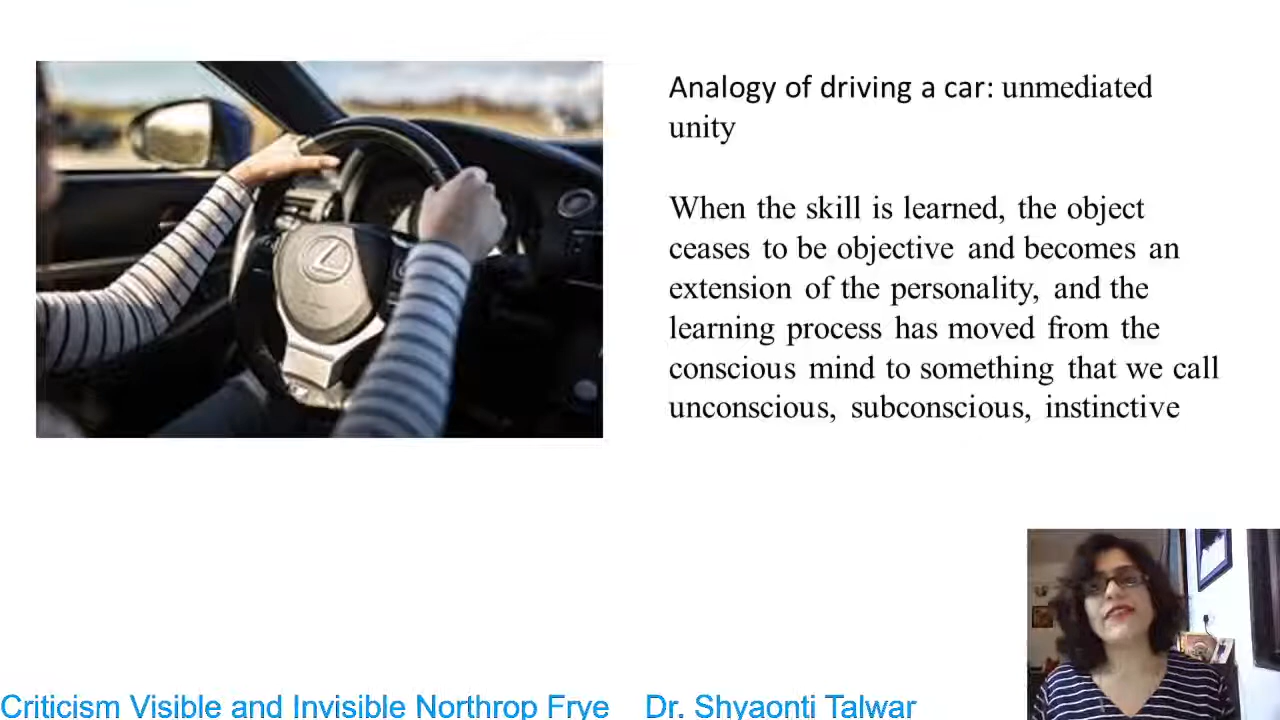 Analogy of driving a car: unmediated
unity
When the skill is learned, the object
ceases to be objective and becomes an
extension of the personality, and the
learning process has moved from the
conscious mind to something that we call
unconscious, subconscious, instinctive
Criticism Visible and Invisible Northrop Frye Dr. Shyaonti Talwar